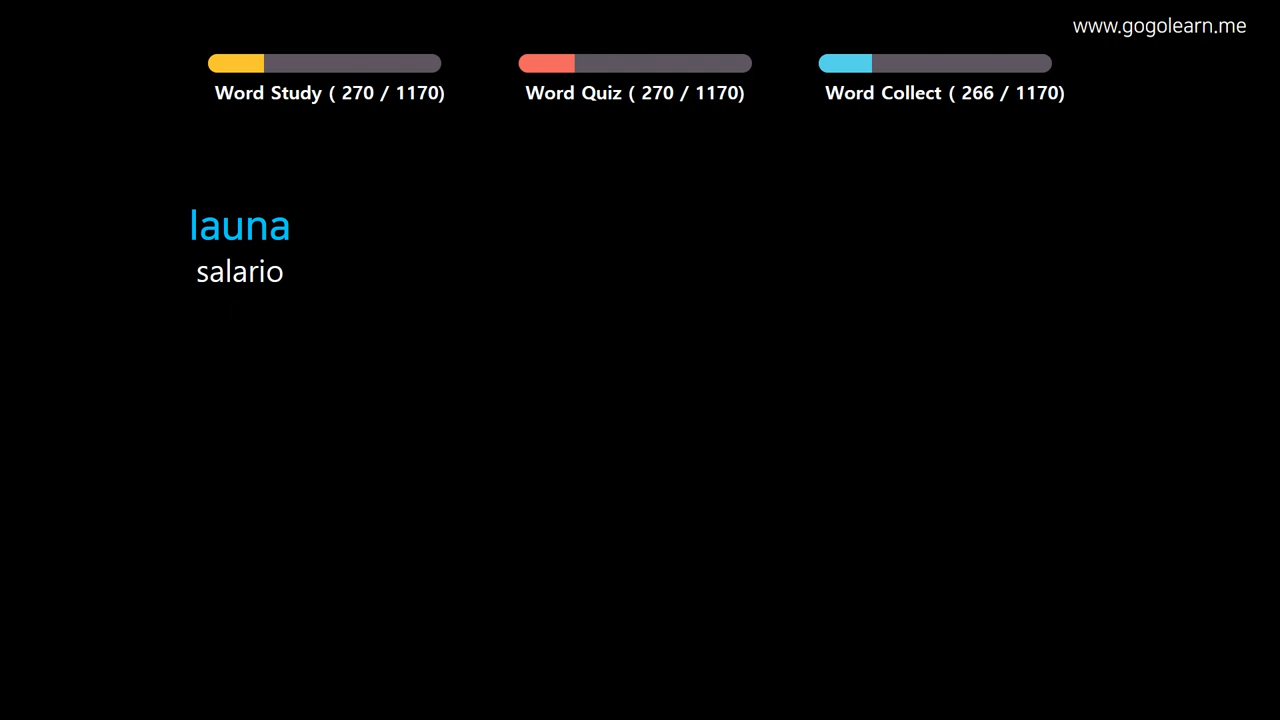 www.gogolearn.me
Word Study ( 270 / 1170)
Word Quiz ( 270 / 1170)
Word Collect ( 266 / 1170)
launa
salario